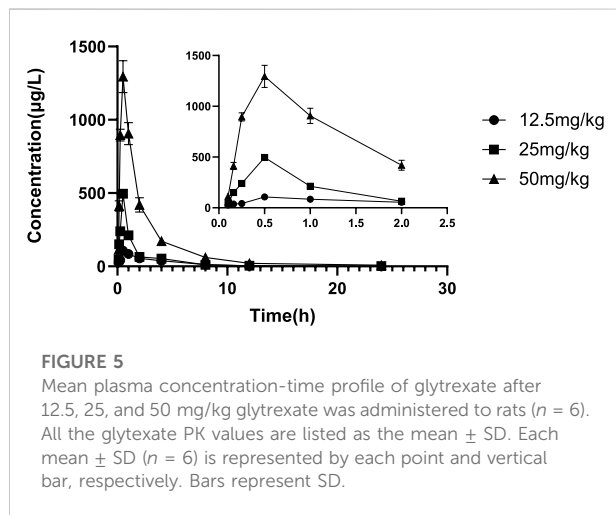 1500
1000
500
0
Concentration(µg/L)
0
10
20
30
Time(h)
1500
1000
500
0
0.0
0.5
1.0
1.5
2.0
2.5
12.5mg/kg
25mg/kg
50mg/kg
FIGURE 5
Mean plasma concentration-time profile of glytrexate after
12.5, 25, and 50 mg/kg glytrexate was administered to rats (n = 6).
All the glytexate PK values are listed as the mean ± SD. Each
mean ± SD (n = 6) is represented by each point and vertical
bar, respectively. Bars represent SD.